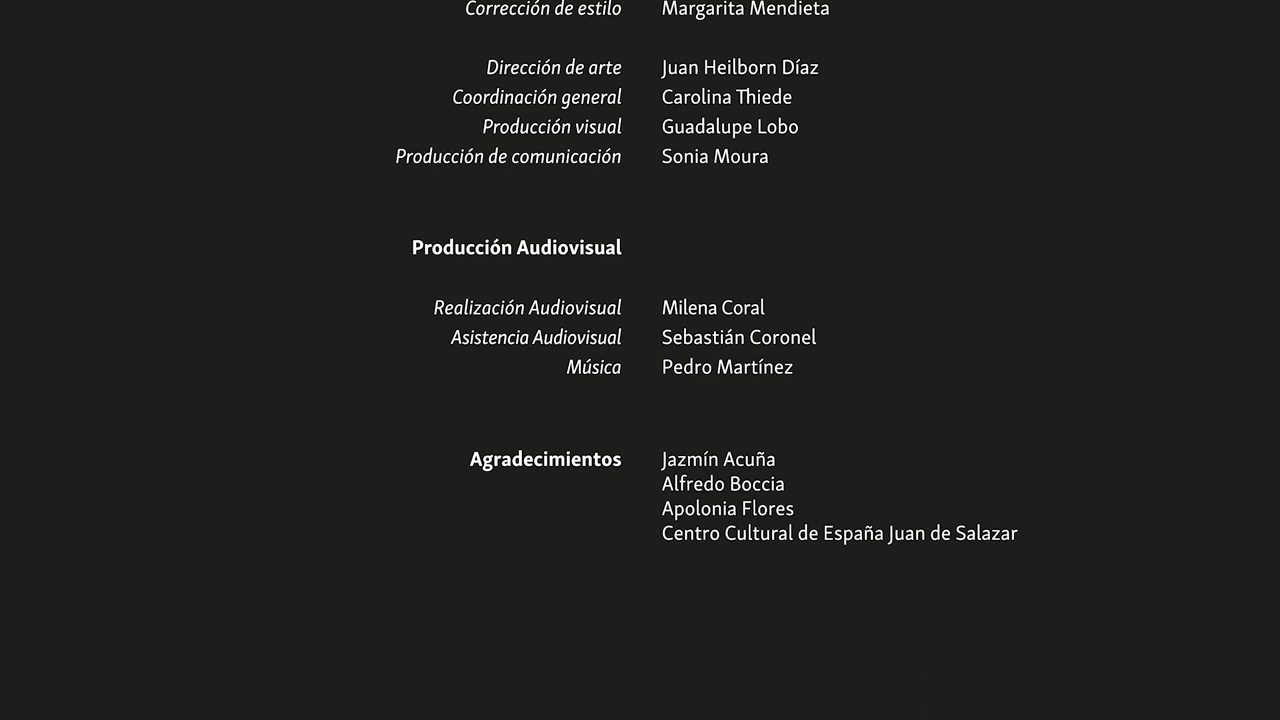 Corrección de estilo Margarita Mendieta
Dirección de arte Juan Heilborn Díaz
Coordinación general Carolina Thiede
Producción visual Guadalupe Lobo
Producción de comunicación Sonia Moura
Producción Audiovisual
Realización Audiovisual Milena Coral
Asistencia Audiovisual Sebastián Coronel
Música Pedro Martínez
Agradecimientos Jazmín Acuña
Alfredo Boccia
Apolonia Flores
Centro Cultural de España Juan de Salazar